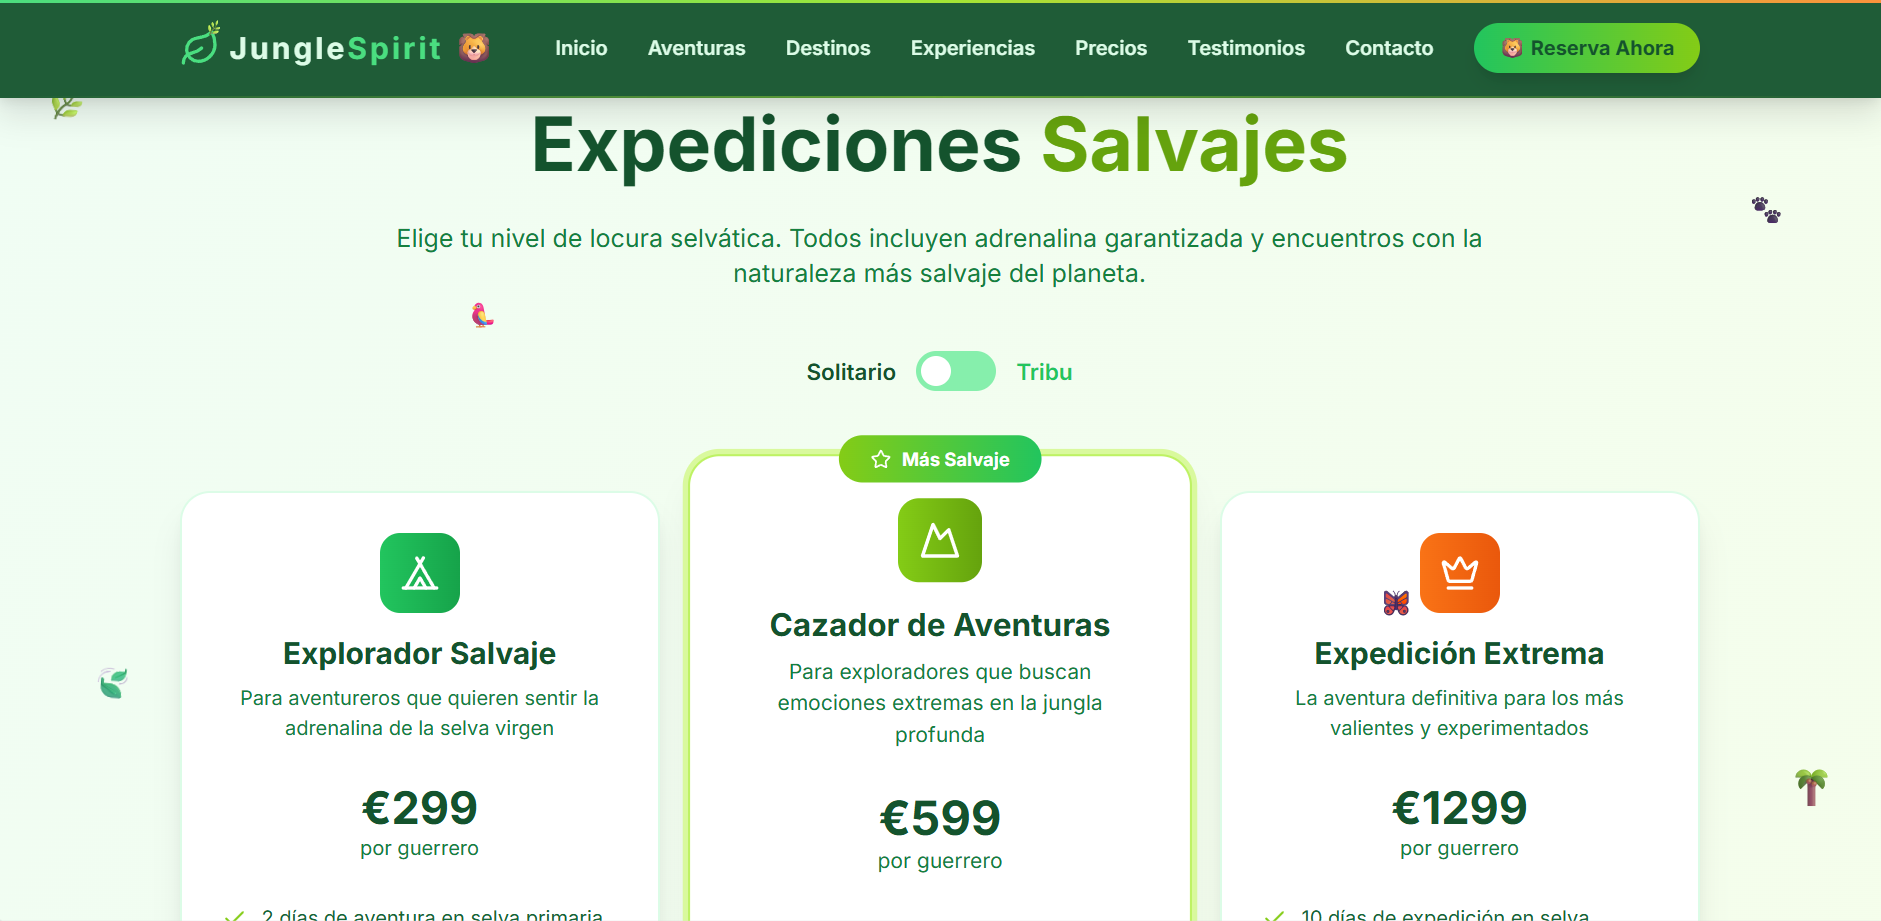 JungleSpirit
Inicio Aventuras Destinos Experiencias Precios Testimonios Contacto Reserva Ahora
Expediciones Salvajes
Elige tu nivel de locura selvática. Todos incluyen adrenalina garantizada y encuentros con la
naturaleza más salvaje del planeta.
Solitario Tribu
Más Salvaje
Explorador Salvaje
Para aventureros que quieren sentir la
adrenalina de la selva virgen
€299
por guerrero
2 días de aventura en selva primaria
Cazador de Aventuras
Para exploradores que buscan
emociones extremas en la jungla
profunda
€599
por guerrero
Expedición Extrema
La aventura definitiva para los más
valientes y experimentados
€1299
por guerrero
10 días de expedición en selva